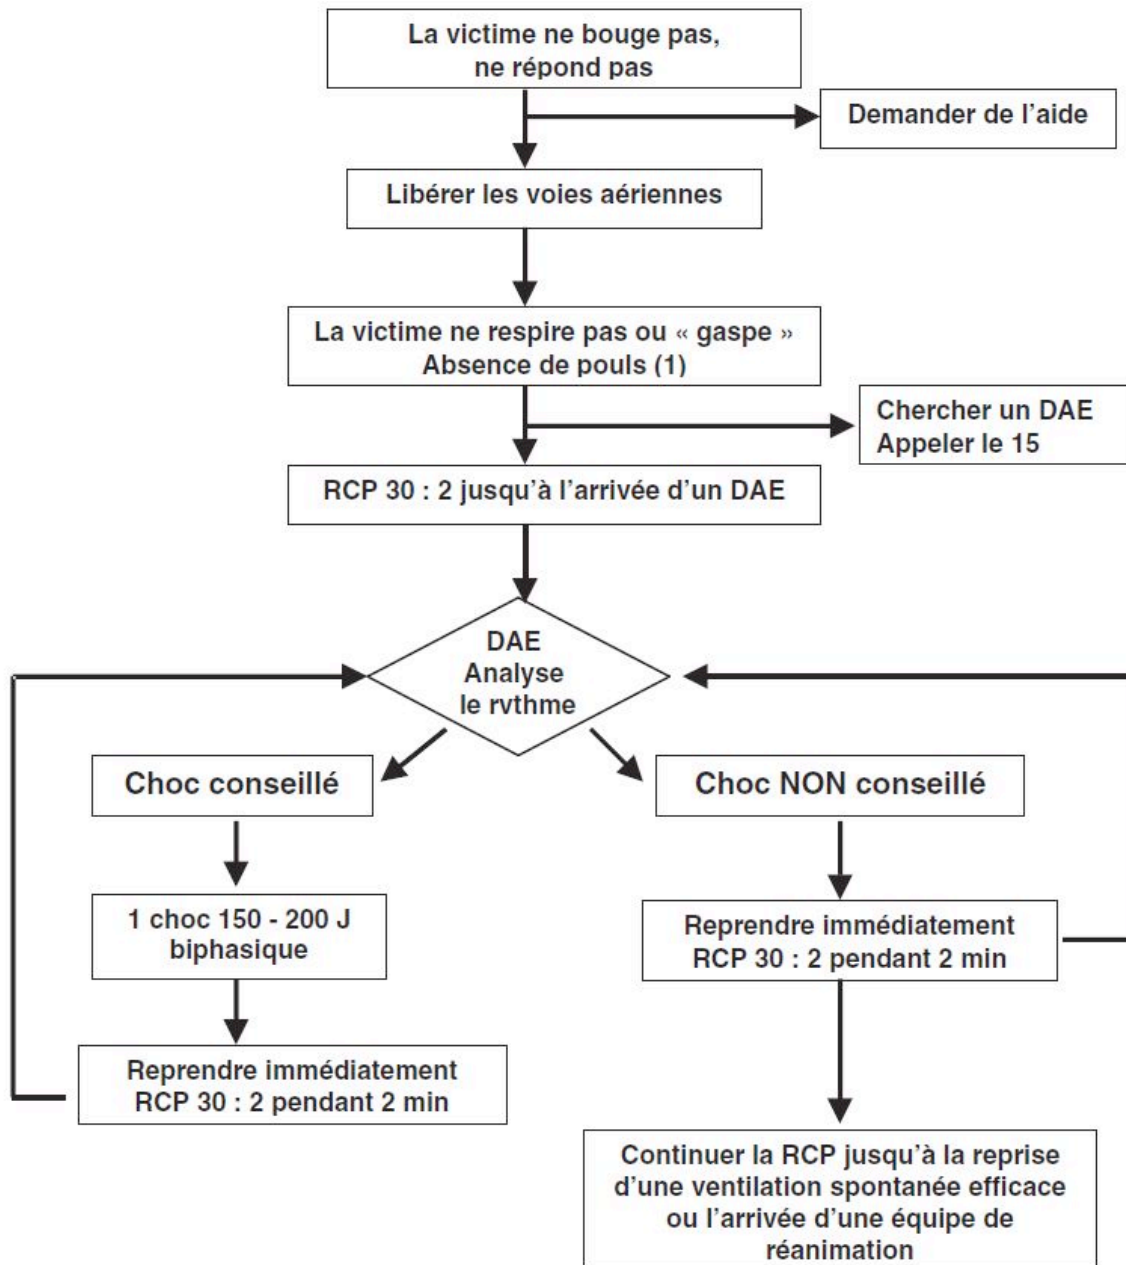 La victime ne bouge pas,
ne répond pas
Demander de l’aide
Libérer les voies aériennes
La victime ne respire pas ou « gaspe »
Absence de pouls (1)
Chercher un DAE
Appeler le 15
RCP 30 : 2 jusqu’à l’arrivée d’un DAE
DAE
Analyse
le rvthme
Choc conseillé
Choc NON conseillé
1 choc 150 - 200 J
biphasique
Reprendre immédiatement
RCP 30 : 2 pendant 2 min
Reprendre immédiatement
RCP 30 : 2 pendant 2 min
Continuer la RCP jusqu’à la reprise
d’une ventilation spontanée efficace
ou l’arrivée d’une équipe de
réanimation